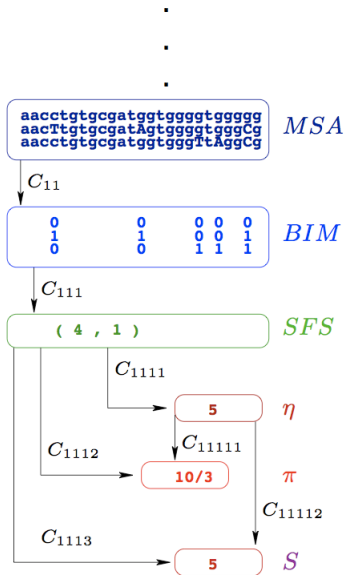 aacctgtgcgatggtggggtggggg
aacTtgtgcgatAgtggggtgggCg
aacctgtgcgatggtgggTtAggCg
MSA
C11
0 0 0 0 0
1 1 0 0 1
0 0 1 1 1
BIM
C111
( 4 , 1 )
SFS
C1111
5
η
C1112
C11111
10/3
π
C11112
C1113
5
S